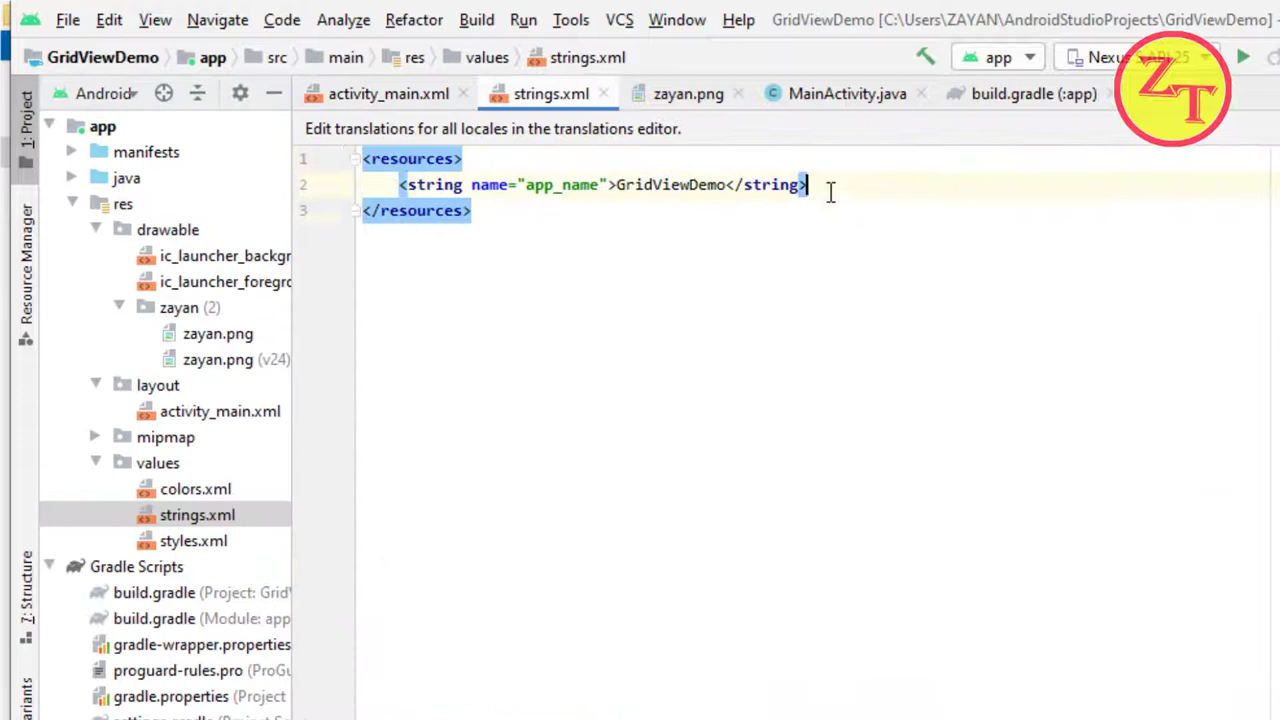 File Edit View Navigate Code Analyze Refactor Build Run Tools VCS Window Help GridViewDemo [C:\Users\ZAYAN\AndroidStudioProjects\GridViewDemo] -
GridViewDemo app src main res values strings.xml app Nexus API 25
ZT
1: Project
Android
activity_main.xml strings.xml zayan.png MainActivity.java build.gradle (:app)
Edit translations for all locales in the translations editor.
app
manifests
java
res
drawable
ic_launcher_backgr
ic_launcher_foregro
zayan (2)
zayan.png
zayan.png (v24)
layout
activity_main.xml
mipmap
values
colors.xml
strings.xml
styles.xml
Gradle Scripts
build.gradle (Project: Grid
build.gradle (Module: app
gradle-wrapper.properties
proguard-rules.pro (ProGu
gradle.properties (Project
Resource Manager
7: Structure
1 <resources>
2 <string name="app_name">GridViewDemo</string>
3 </resources>